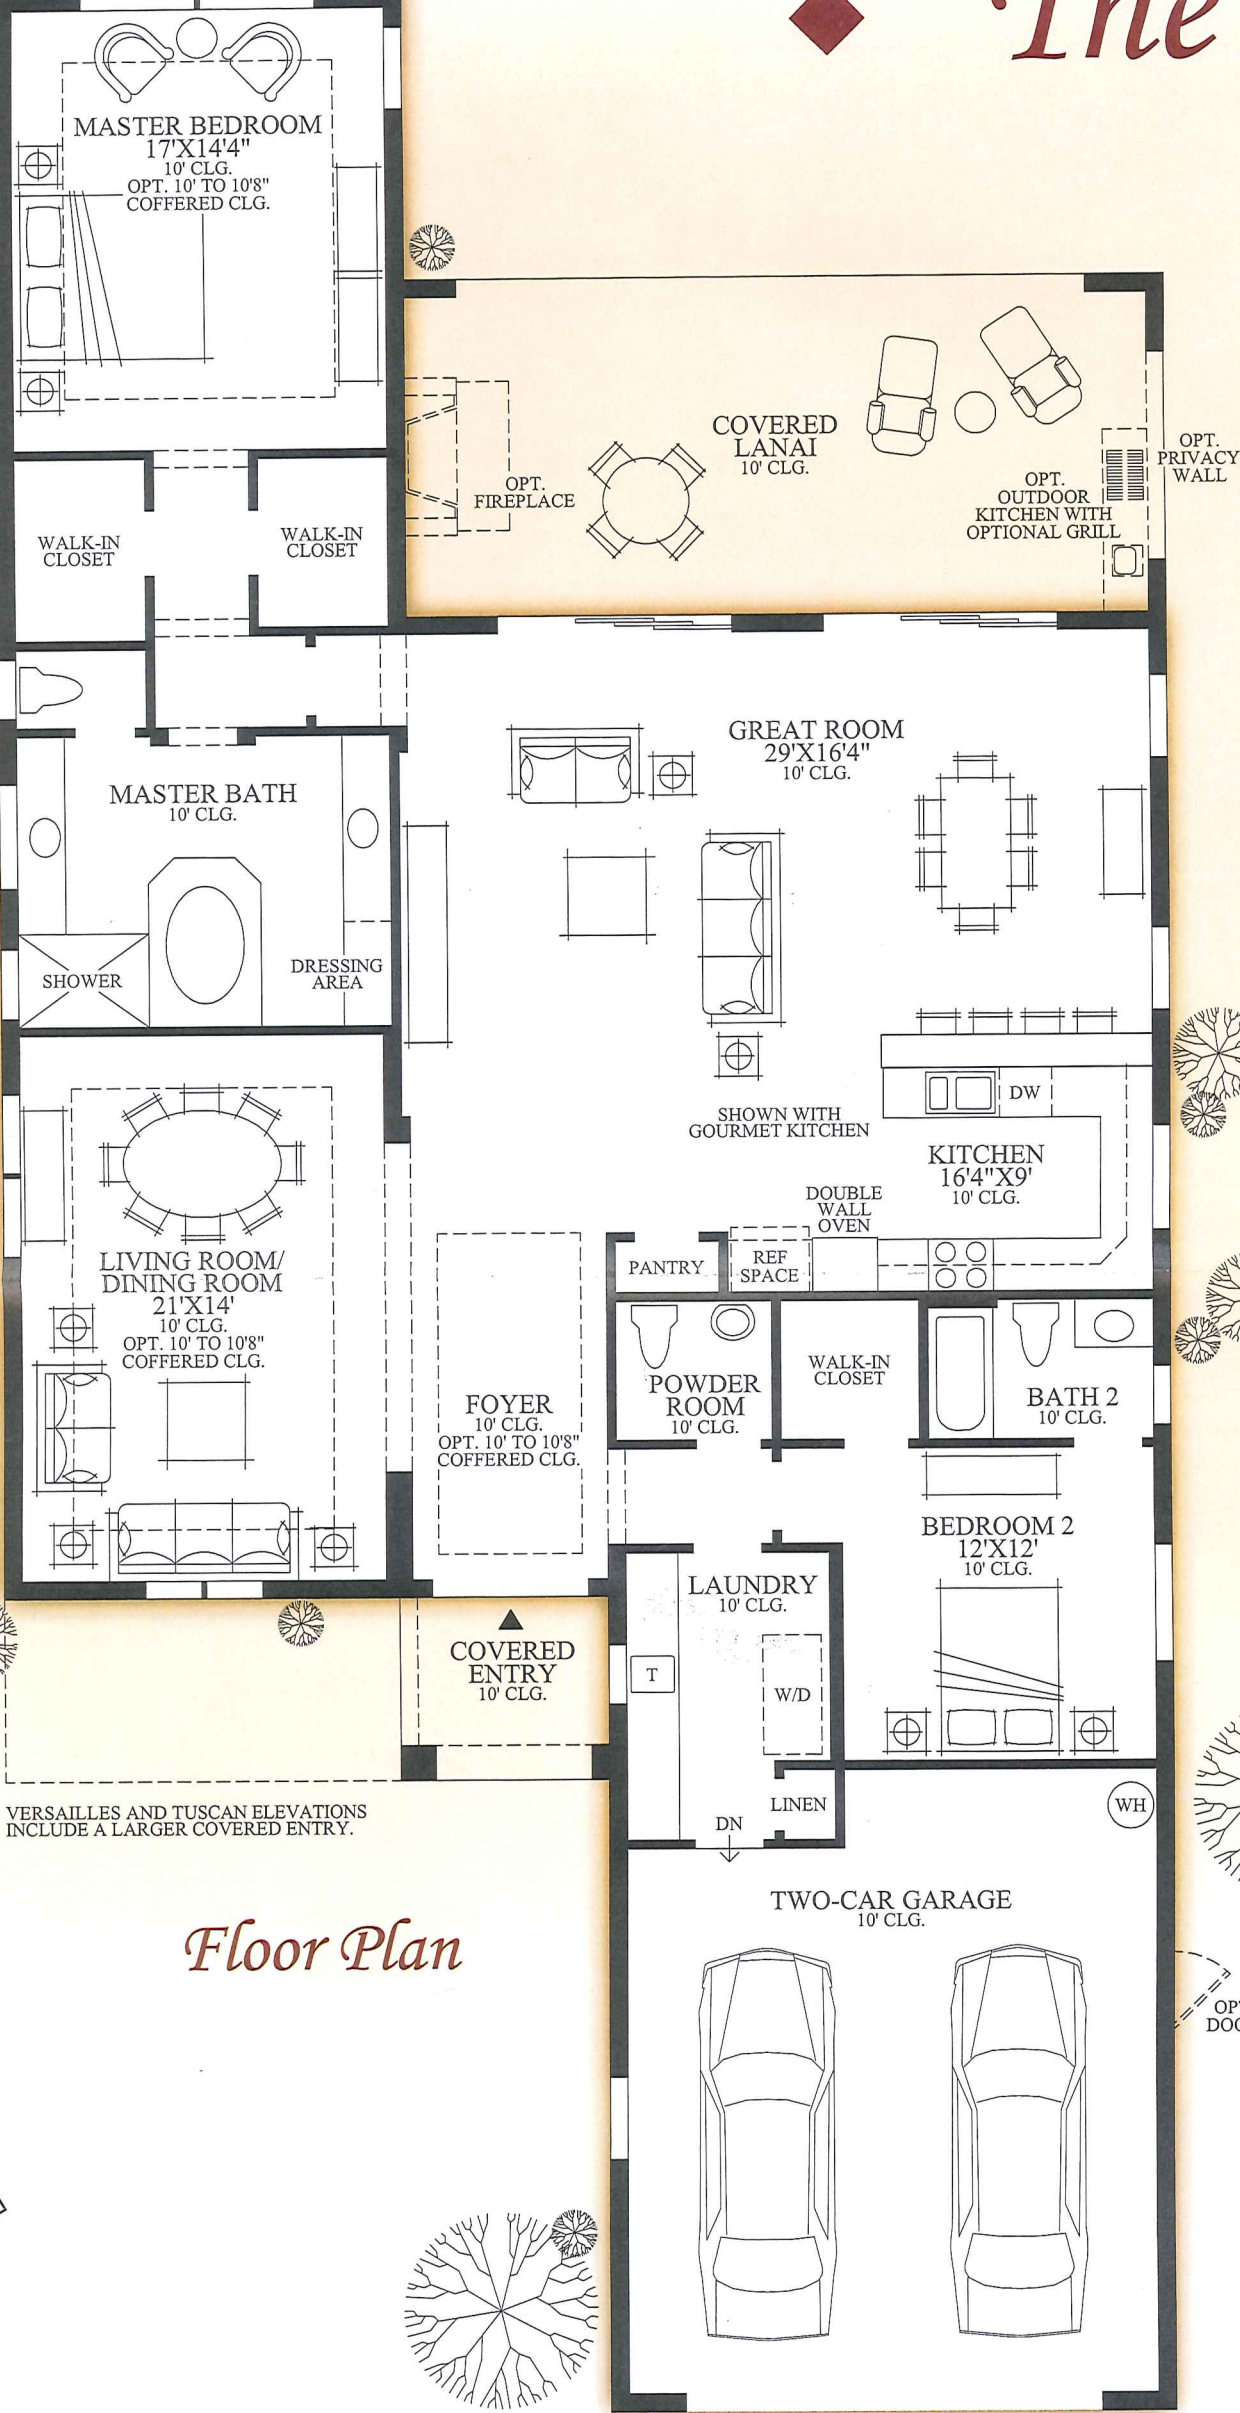 The
MASTER BEDROOM
17'X14'4"
10' CLG.
OPT. 10' TO 10'8"
COFFERED CLG.
COVERED
LANAI
10' CLG.
OPT.
FIREPLACE
OPT.
OUTDOOR
KITCHEN WITH
OPTIONAL GRILL
OPT.
PRIVACY
WALL
WALK-IN
CLOSET
WALK-IN
CLOSET
GREAT ROOM
29'X16'4"
10' CLG.
MASTER BATH
10' CLG.
SHOWER
DRESSING
AREA
SHOWN WITH
GOURMET KITCHEN
DW
KITCHEN
16'4"X9'
10' CLG.
DOUBLE
WALL
OVEN
PANTRY
REF
SPACE
LIVING ROOM/
DINING ROOM
21'X14'
10' CLG.
OPT. 10' TO 10'8"
COFFERED CLG.
FOYER
10' CLG.
OPT. 10' TO 10'8"
COFFERED CLG.
POWDER
ROOM
10' CLG.
WALK-IN
CLOSET
BATH 2
10' CLG.
BEDROOM 2
12'X12'
10' CLG.
LAUNDRY
10' CLG.
T
W/D
COVERED
ENTRY
10' CLG.
LINEN
DN
WH
VERSAILLES AND TUSCAN ELEVATIONS
INCLUDE A LARGER COVERED ENTRY.
TWO-CAR GARAGE
10' CLG.
Floor Plan